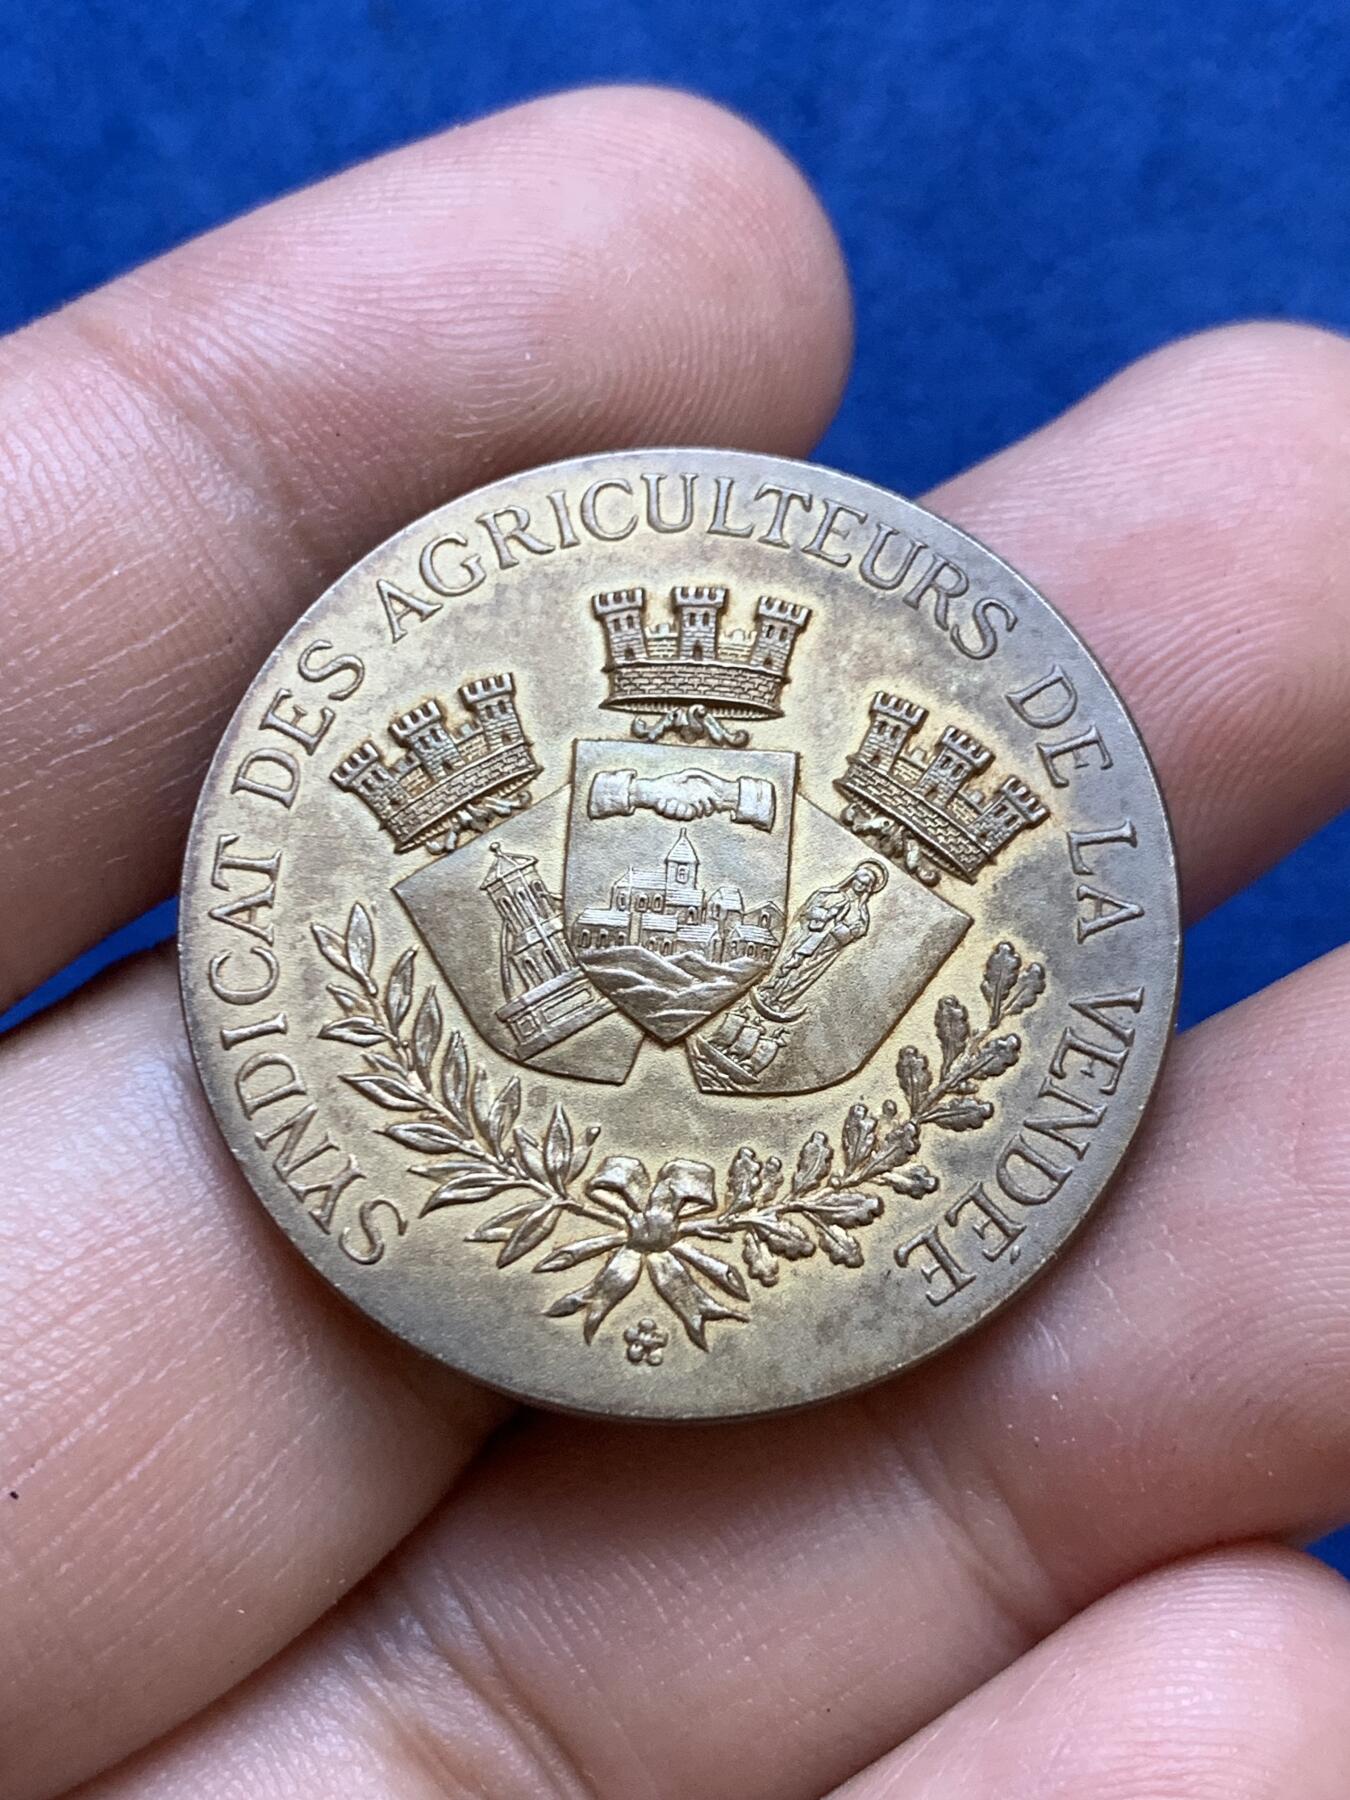 SYNDICAT DES AGRICULTEURS DE LA VENDÉE